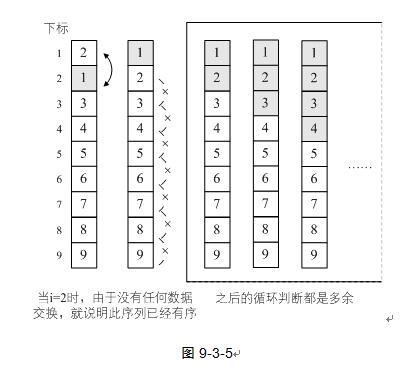 下标
1 2 1 1 1 1
2 1 2 2 2 2
3 3 3 3 3 3
4 4 4 4 4 4
5 5 5 5 5 5
6 6 6 6 6 6
7 7 7 7 7 7
8 8 8 8 8 8
9 9 9 9 9 9
……
当i=2时，由于没有任何数据
交换，就说明此序列已经有序
之后的循环判断都是多余
图 9-3-5